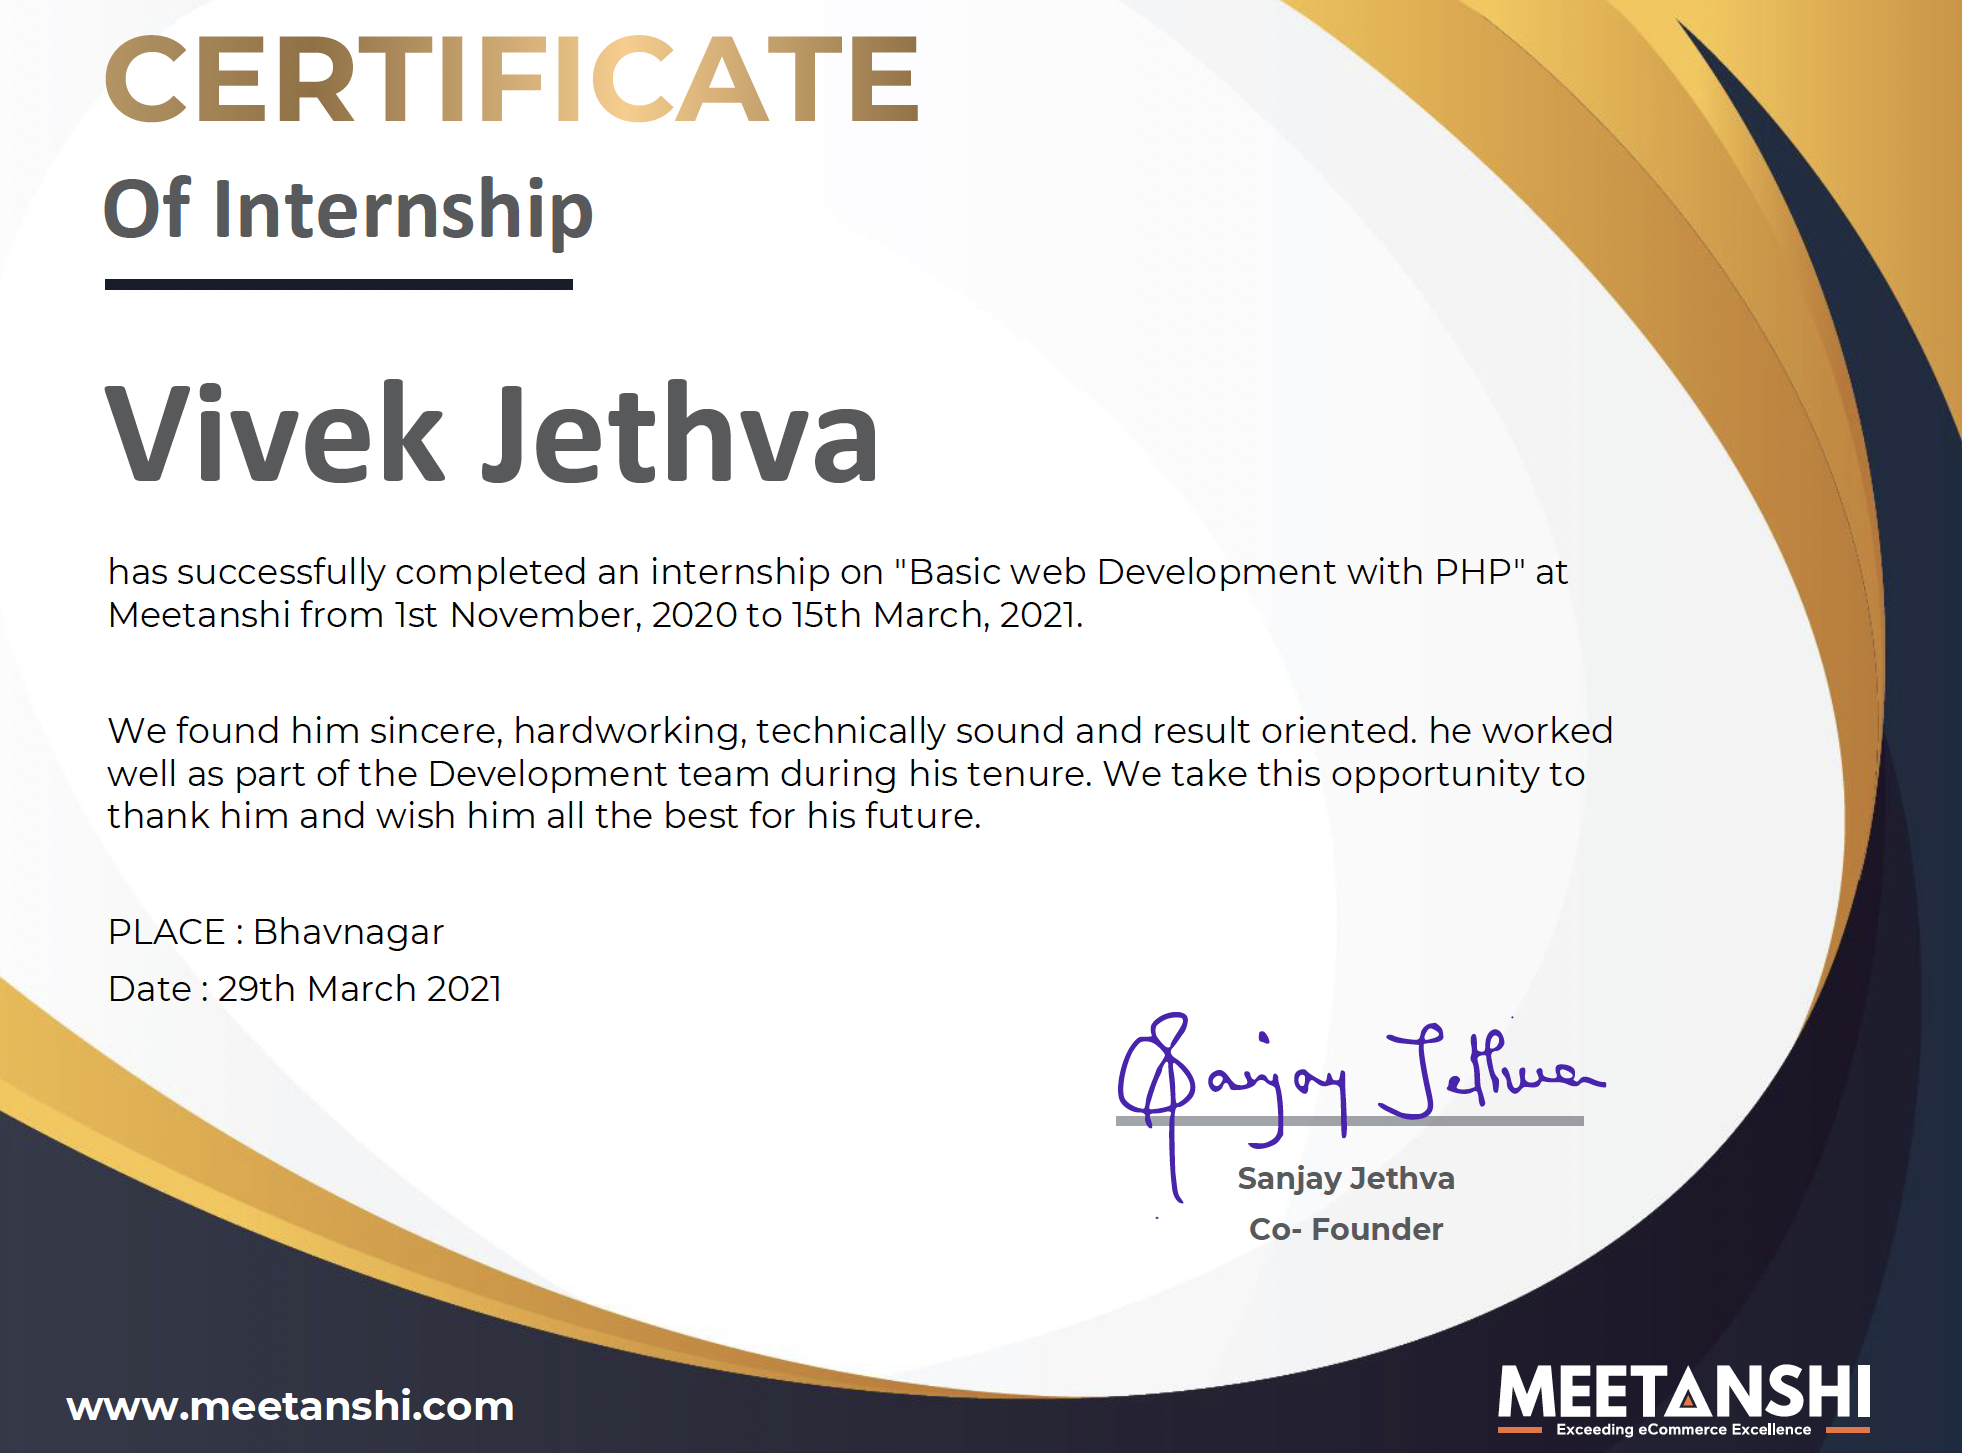 CERTIFICATE
Of Internship
Vivek Jethva
has successfully completed an internship on "Basic web Development with PHP" at
Meetanshi from 1st November, 2020 to 15th March, 2021.
We found him sincere, hardworking, technically sound and result oriented. he worked
well as part of the Development team during his tenure. We take this opportunity to
thank him and wish him all the best for his future.
PLACE : Bhavnagar
Date : 29th March 2021
Sanjay Jethva
Sanjay Jethva
Co- Founder
www.meetanshi.com
MEETANSHI
Exceeding eCommerce Excellence